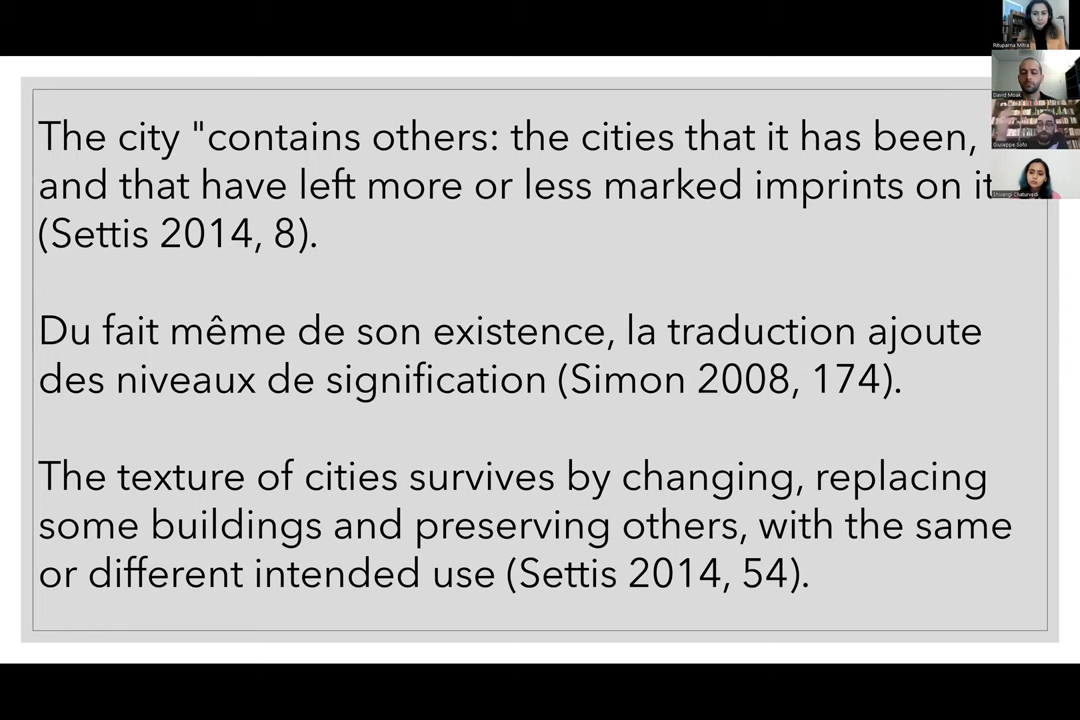 The city "contains others: the cities that it has been,
and that have left more or less marked imprints on it
(Settis 2014, 8).
Du fait même de son existence, la traduction ajoute
des niveaux de signification (Simon 2008, 174).
The texture of cities survives by changing, replacing
some buildings and preserving others, with the same
or different intended use (Settis 2014, 54).
Rituparna Mitra
David Moak
Giuseppe Sofo
Shivangi Chaturvedi